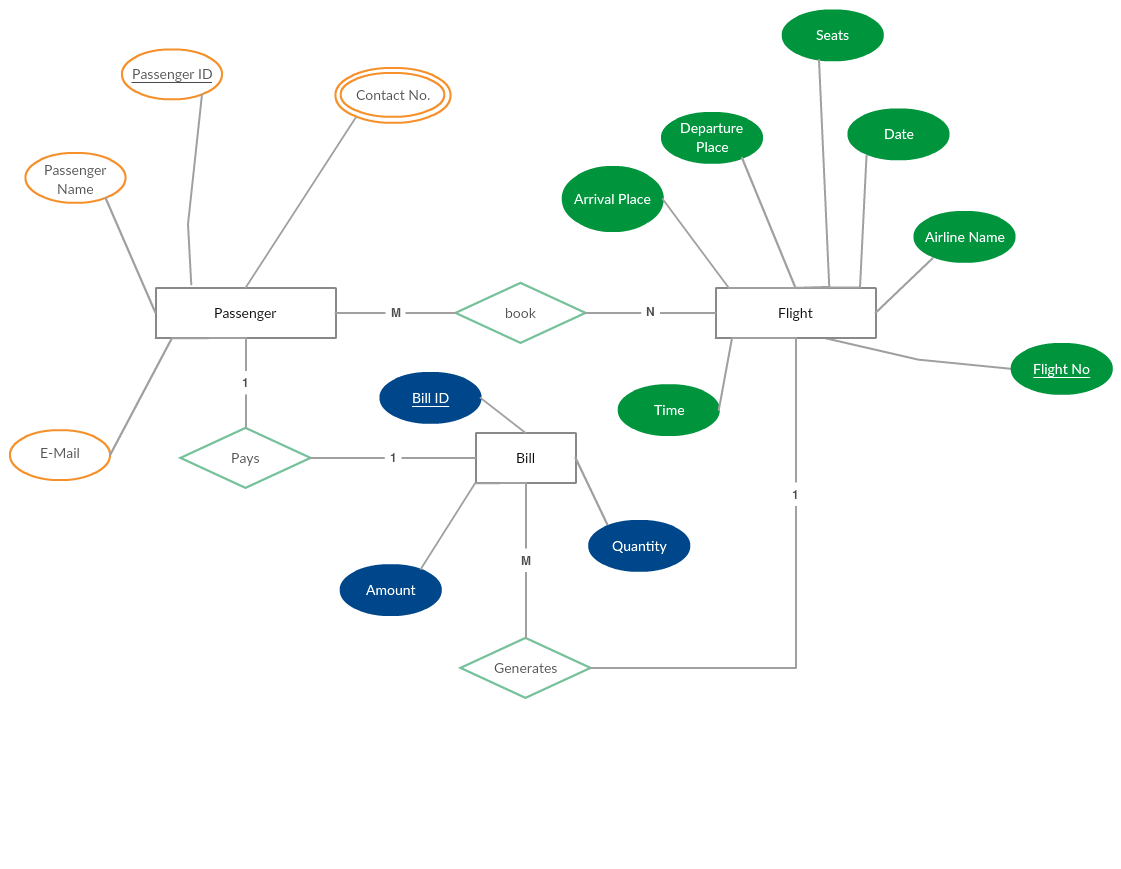 Seats
Passenger ID
Contact No.
Departure
Place
Date
Passenger
Name
Arrival Place
Airline Name
Passenger
M
book
N
Flight
Flight No
1
Bill ID
Time
E-Mail
Pays
1
Bill
1
Quantity
M
Amount
Generates